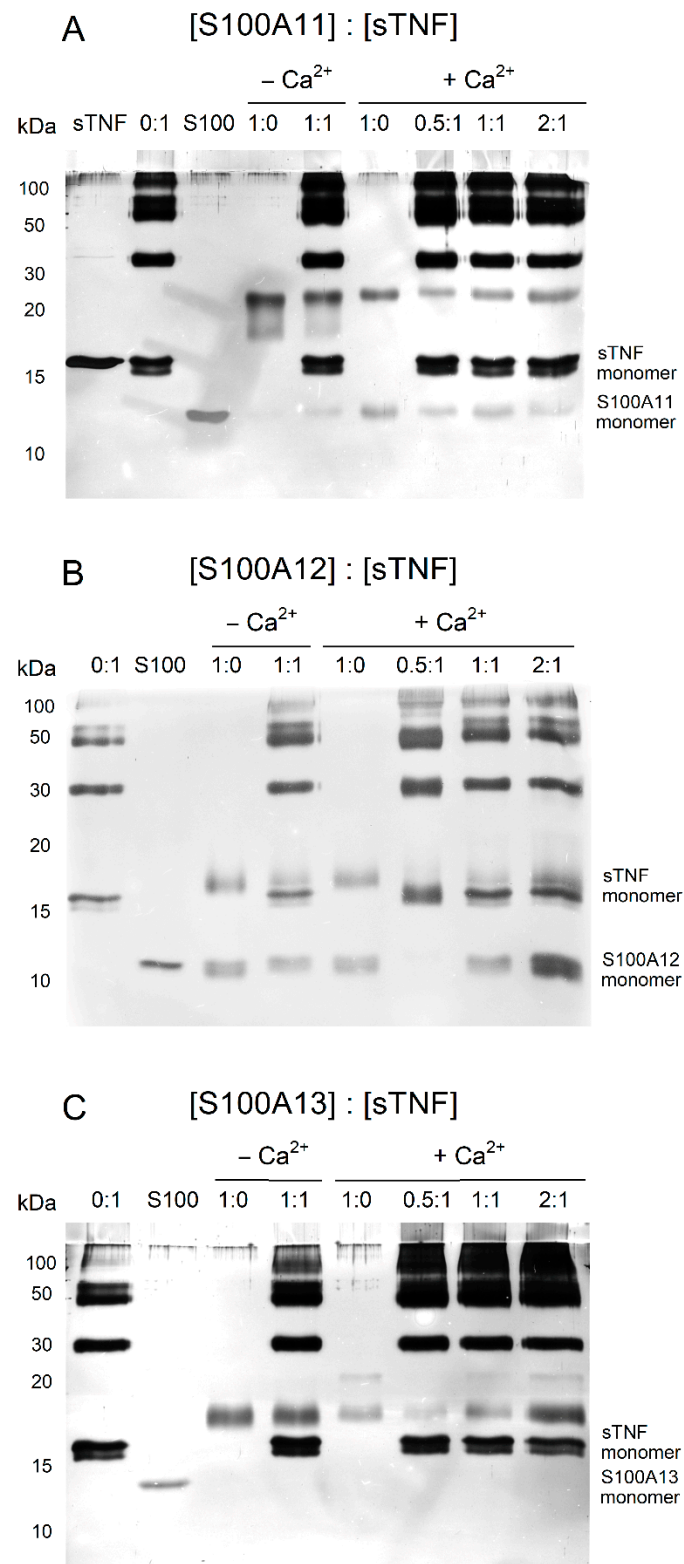 A
[S100A11] : [sTNF]
– Ca2+
+ Ca2+
kDa sTNF 0:1 S100 1:0 1:1 1:0 0.5:1 1:1 2:1
100
50
30
20
15
10
sTNF
monomer
S100A11
monomer
B
[S100A12] : [sTNF]
– Ca2+
+ Ca2+
kDa 0:1 S100 1:0 1:1 1:0 0.5:1 1:1 2:1
100
50
30
20
15
10
sTNF
monomer
S100A12
monomer
C
[S100A13] : [sTNF]
– Ca2+
+ Ca2+
kDa 0:1 S100 1:0 1:1 1:0 0.5:1 1:1 2:1
100
50
30
20
15
10
sTNF
monomer
S100A13
monomer